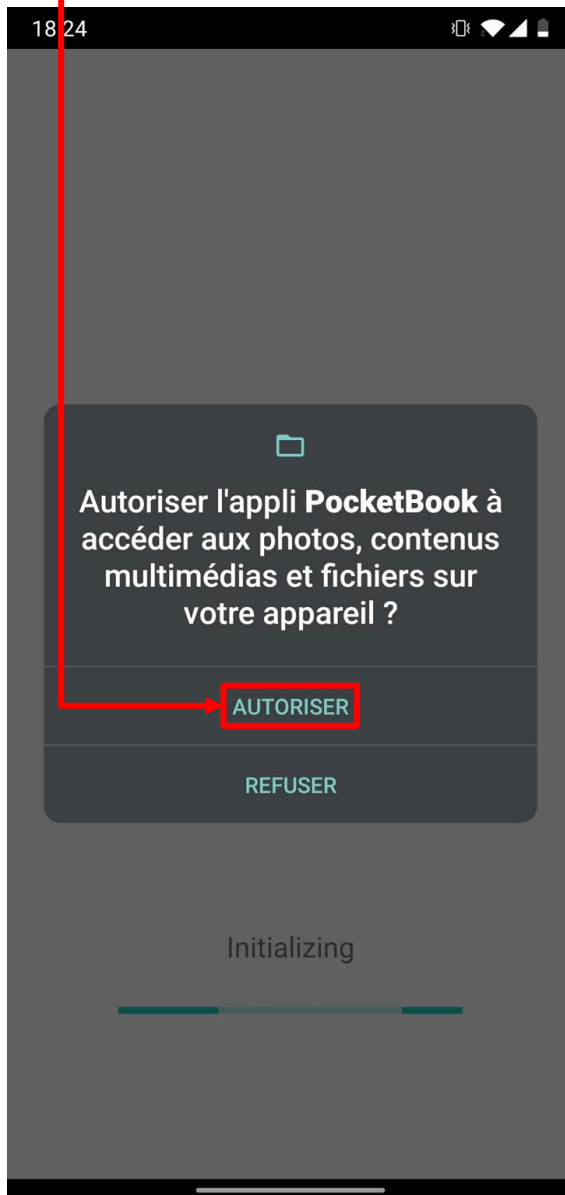 18:24
Autoriser l'appli PocketBook à
accéder aux photos, contenus
multimédias et fichiers sur
votre appareil ?
AUTORISER
REFUSER
Initializing